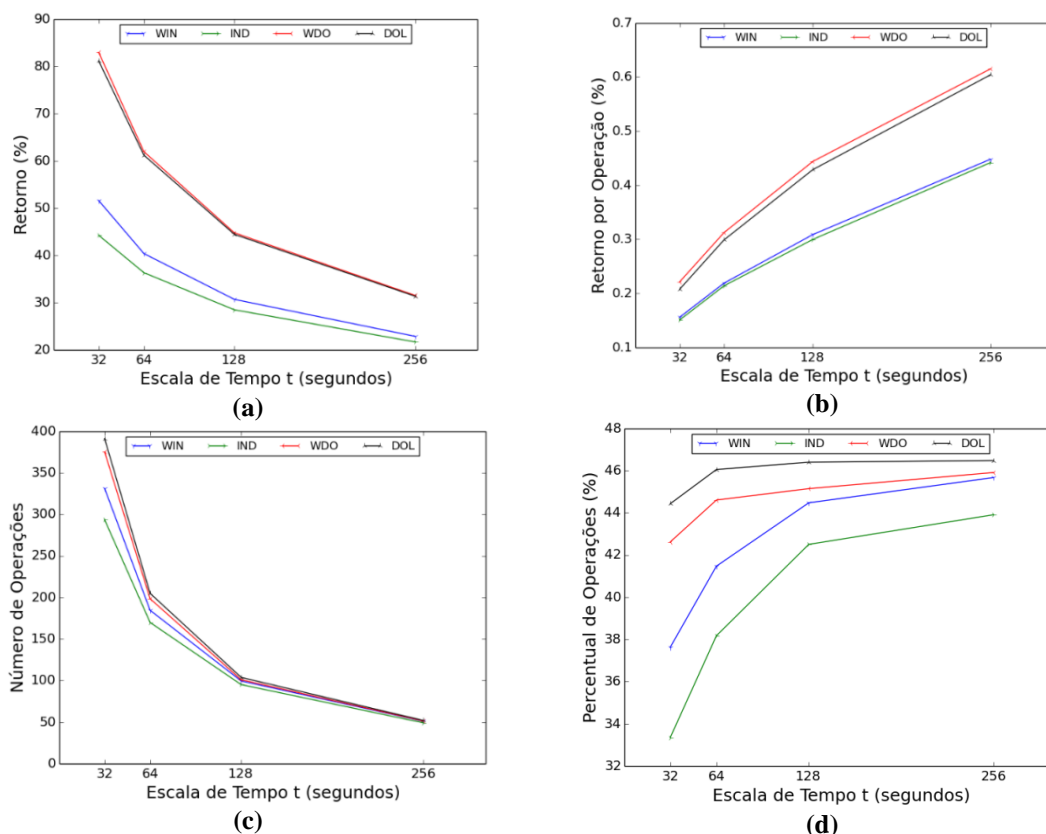 90
80
70
60
50
40
30
20
Retorno (%)
WIN IND WDO DOL
32 64 128 256
Escala de Tempo t (segundos)
(a)
0.7
0.6
0.5
0.4
0.3
0.2
0.1
Retorno por Operação (%)
WIN IND WDO DOL
32 64 128 256
Escala de Tempo t (segundos)
(b)
400
350
300
250
200
150
100
50
0
Número de Operações
WIN IND WDO DOL
32 64 128 256
Escala de Tempo t (segundos)
(c)
48
46
44
42
40
38
36
34
32
Percentual de Operações (%)
WIN IND WDO DOL
32 64 128 256
Escala de Tempo t (segundos)
(d)